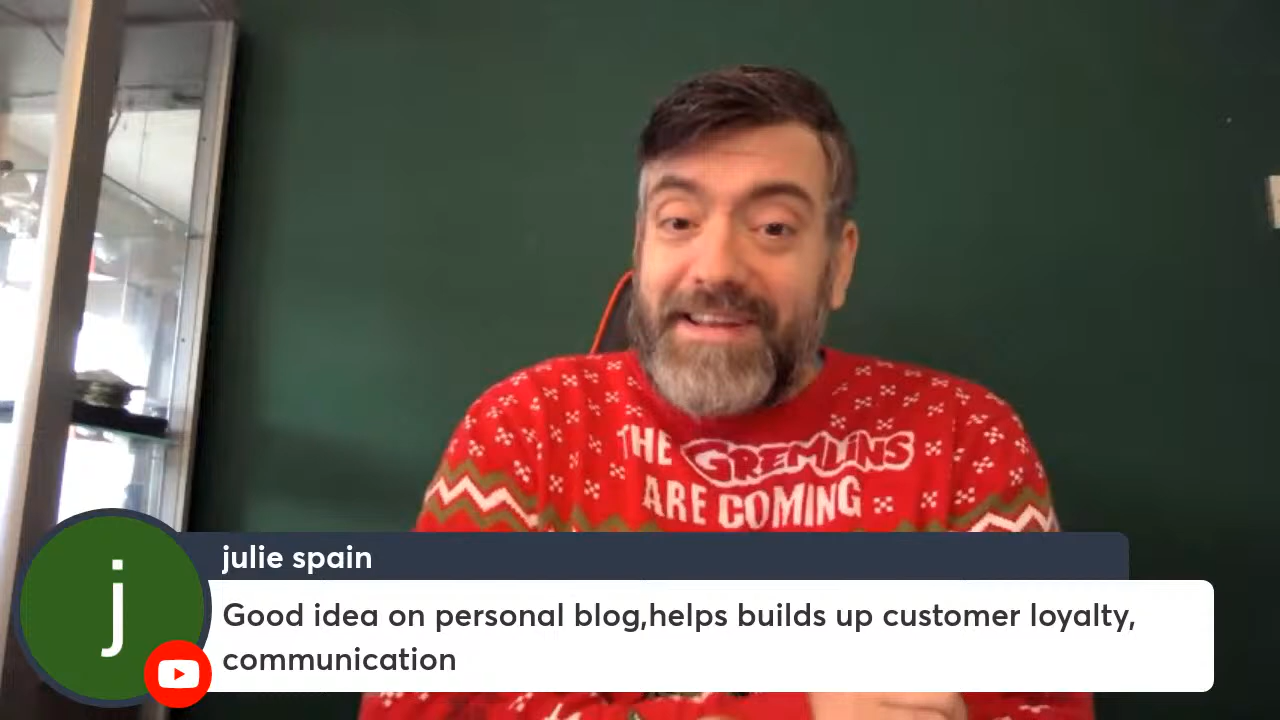 THE GREMLINS
ARE COMING
j
julie spain
Good idea on personal blog,helps builds up customer loyalty,
communication